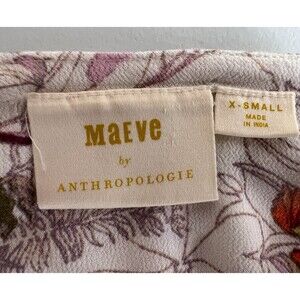 MaEve
by
ANTHROPOLOGIE
X-SMALL
MADE
IN INDIA